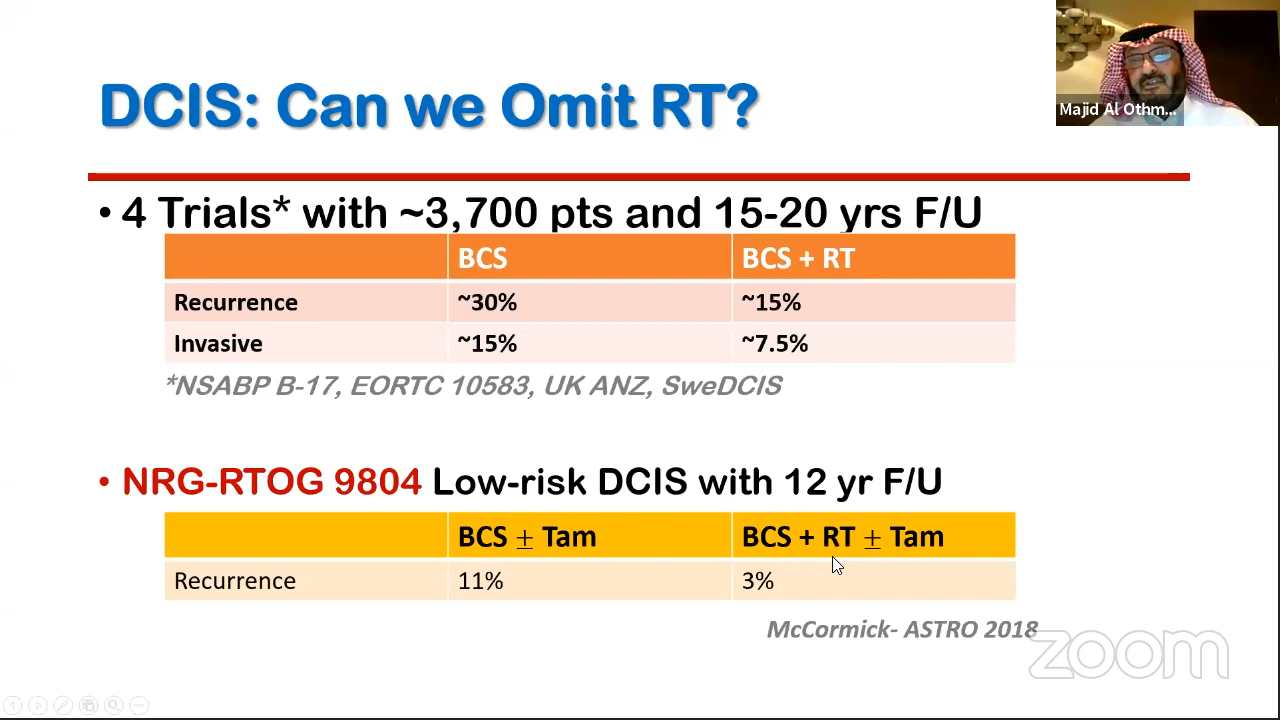 DCIS: Can we Omit RT?
Majid Al Othm...
• 4 Trials* with ~3,700 pts and 15-20 yrs F/U
BCS BCS + RT
Recurrence ~30% ~15%
Invasive ~15% ~7.5%
*NSABP B-17, EORTC 10583, UK ANZ, SweDCIS
• NRG-RTOG 9804 Low-risk DCIS with 12 yr F/U
BCS ± Tam BCS + RT ± Tam
Recurrence 11% 3%
McCormick- ASTRO 2018
zoom